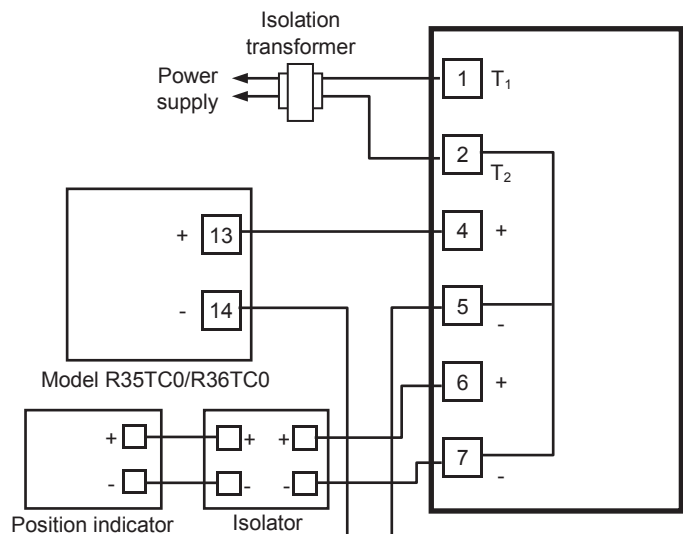 Isolation
transformer
Power
supply
1 T₁
2 T₂
+ 13
4 +
- 14
5 -
Model R35TC0/R36TC0
6 +
+ + +
7 -
- - -
Position indicator
Isolator